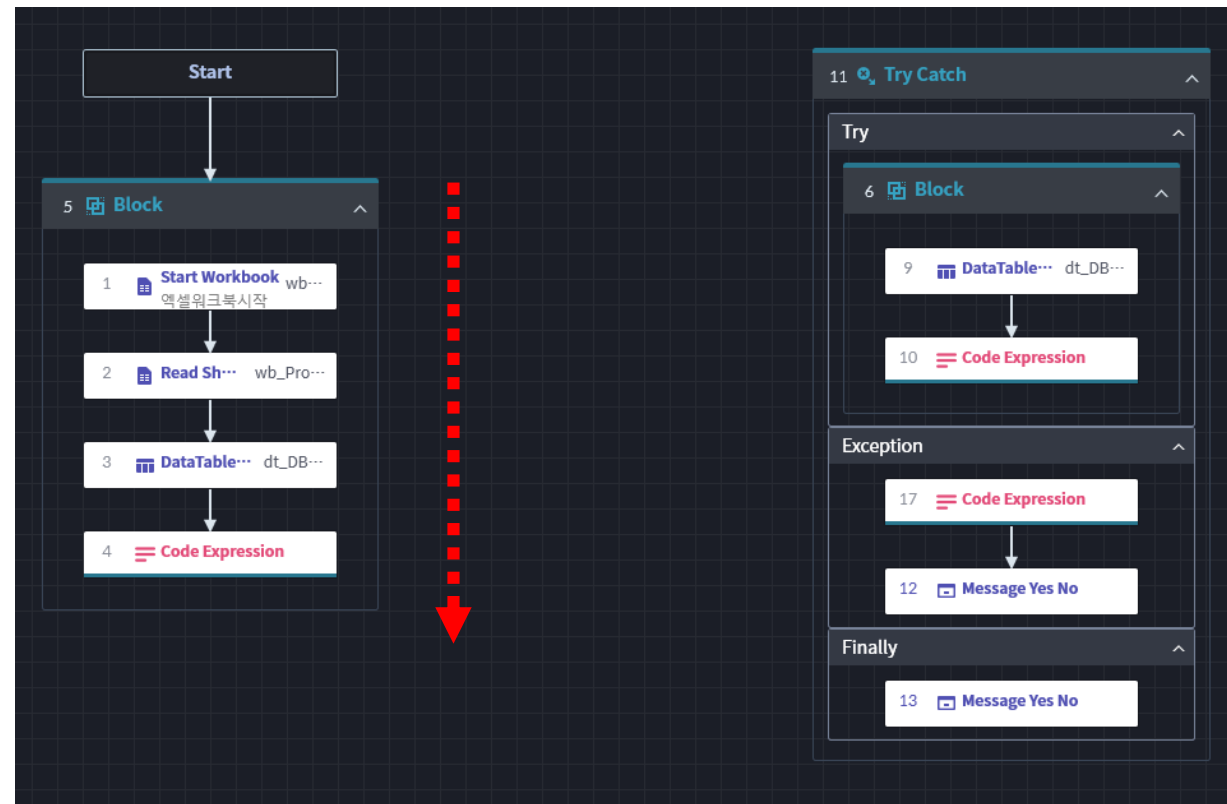 Start
5 Block
1 Start Workbook wb···
엑셀워크북시작
2 Read Sh··· wb_Pro···
3 DataTable··· dt_DB···
4 Code Expression
11 Try Catch
Try
6 Block
9 DataTable··· dt_DB···
10 Code Expression
Exception
17 Code Expression
12 Message Yes No
Finally
13 Message Yes No